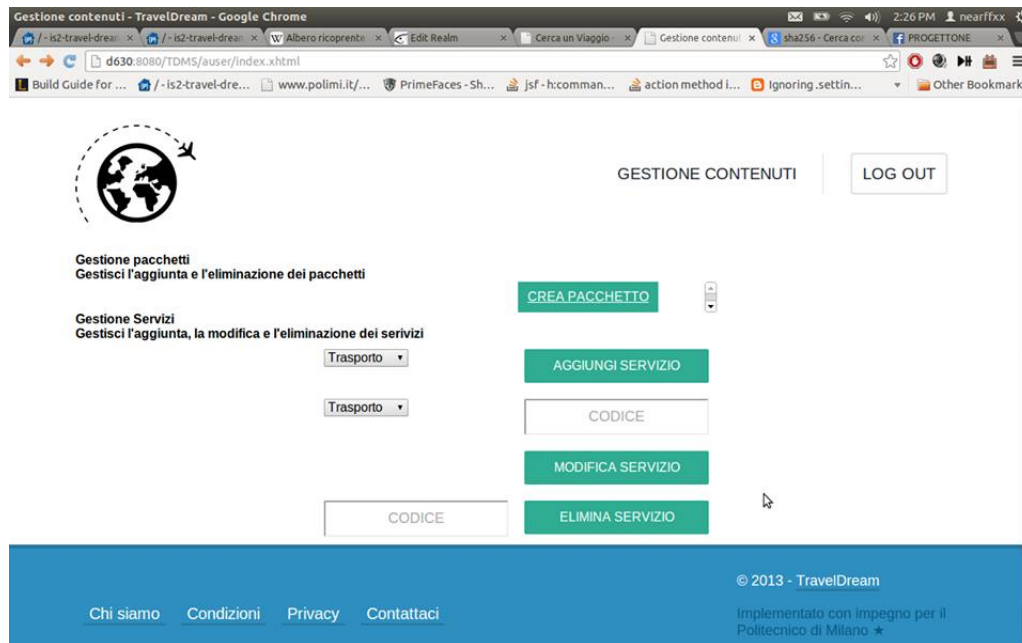 Gestione contenuti - TravelDream - Google Chrome
2:26 PM nearffxx
/ - is2-travel-drea
/ - is2-travel-drea
Albero ricoprente
Edit Realm
Cerca un Viaggio
Gestione contenut
sha256 - Cerca co
PROGETTONE
d630:8080/TDMS/auser/index.xhtml
Build Guide for ...
/ - is2-travel-dre...
www.polimi.it/...
PrimeFaces - Sh...
jsf - h:comman...
action method i...
Ignoring .settin...
Other Bookmark
GESTIONE CONTENUTI
LOG OUT
Gestione pacchetti
Gestisci l'aggiunta e l'eliminazione dei pacchetti
CREA PACCHETTO
Gestione Servizi
Gestisci l'aggiunta, la modifica e l'eliminazione dei serivizi
Trasporto
AGGIUNGI SERVIZIO
Trasporto
CODICE
MODIFICA SERVIZIO
CODICE
ELIMINA SERVIZIO
© 2013 - TravelDream
Chi siamo
Condizioni
Privacy
Contattaci
Implementato con impegno per il
Politecnico di Milano ★